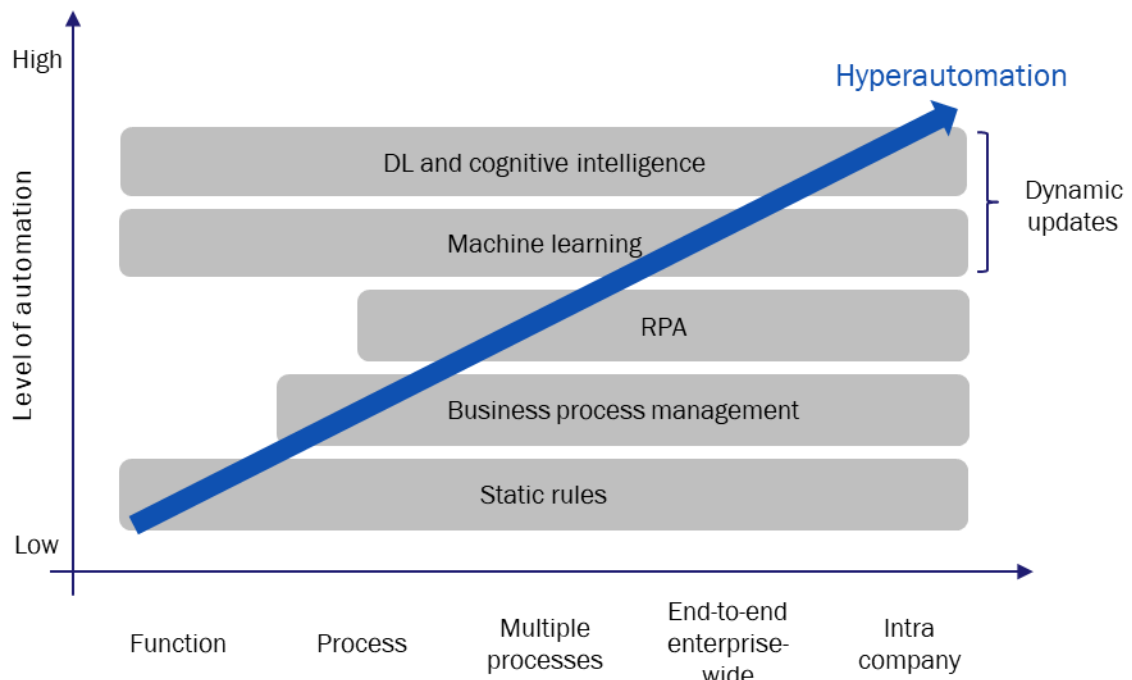 High
Hyperautomation
DL and cognitive intelligence
Dynamic
updates
Machine learning
Level of automation
RPA
Business process management
Static rules
Low
Function
Process
Multiple
processes
End-to-end
enterprise-
wide
Intra
company